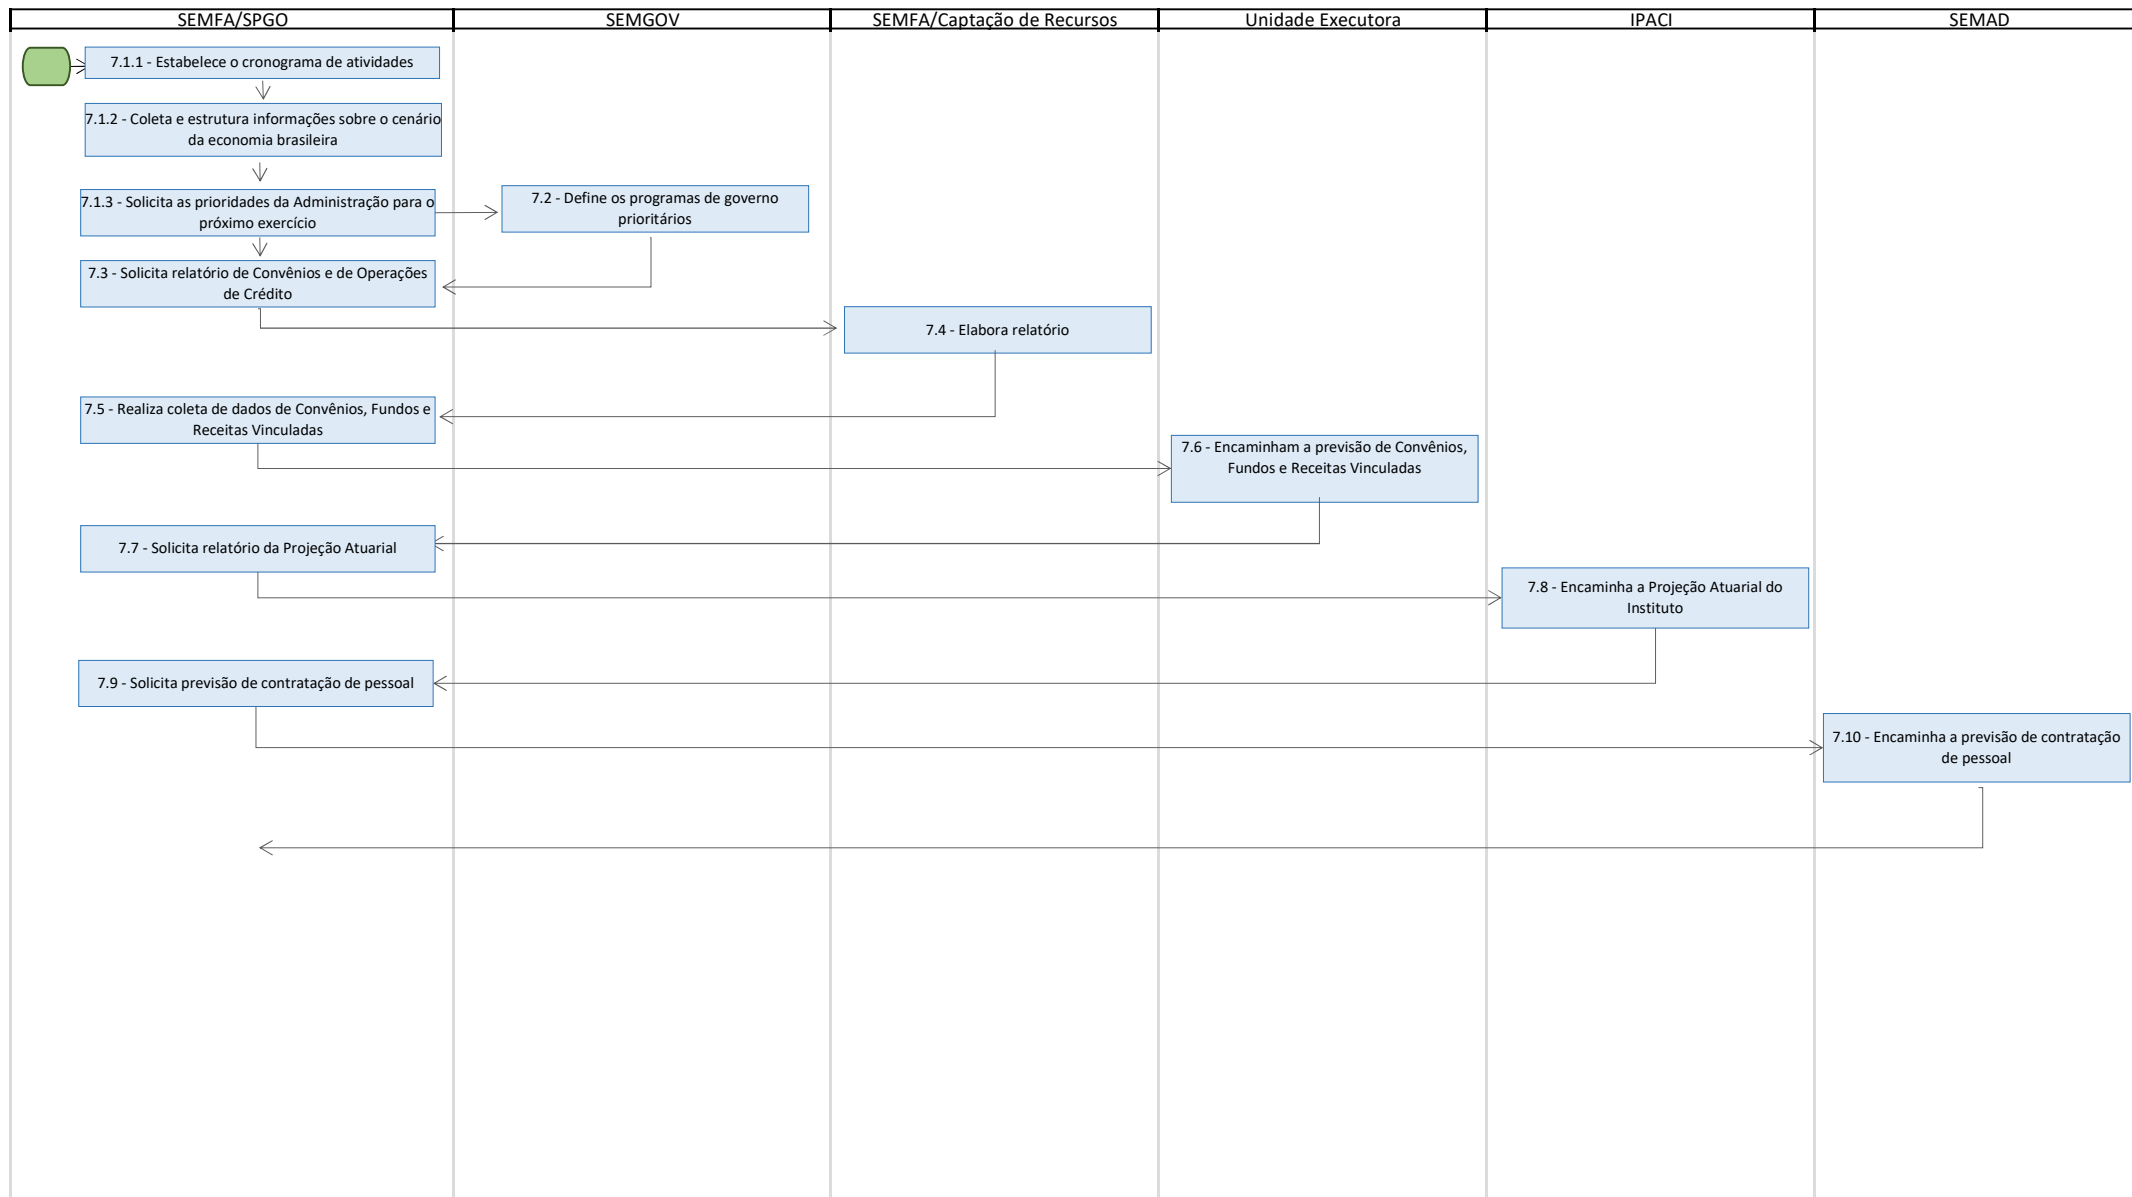 SEMFA/SPGO
SEMGOV
SEMFA/Captação de Recursos
Unidade Executora
IPACI
SEMAD
7.1.1 - Estabelece o cronograma de atividades
7.1.2 - Coleta e estrutura informações sobre o cenário
da economia brasileira
7.1.3 - Solicita as prioridades da Administração para o
próximo exercício
7.2 - Define os programas de governo
prioritários
7.3 - Solicita relatório de Convênios e de Operações
de Crédito
7.4 - Elabora relatório
7.5 - Realiza coleta de dados de Convênios, Fundos e
Receitas Vinculadas
7.6 - Encaminham a previsão de Convênios,
Fundos e Receitas Vinculadas
7.7 - Solicita relatório da Projeção Atuarial
7.8 - Encaminha a Projeção Atuarial do
Instituto
7.9 - Solicita previsão de contratação de pessoal
7.10 - Encaminha a previsão de contratação
de pessoal